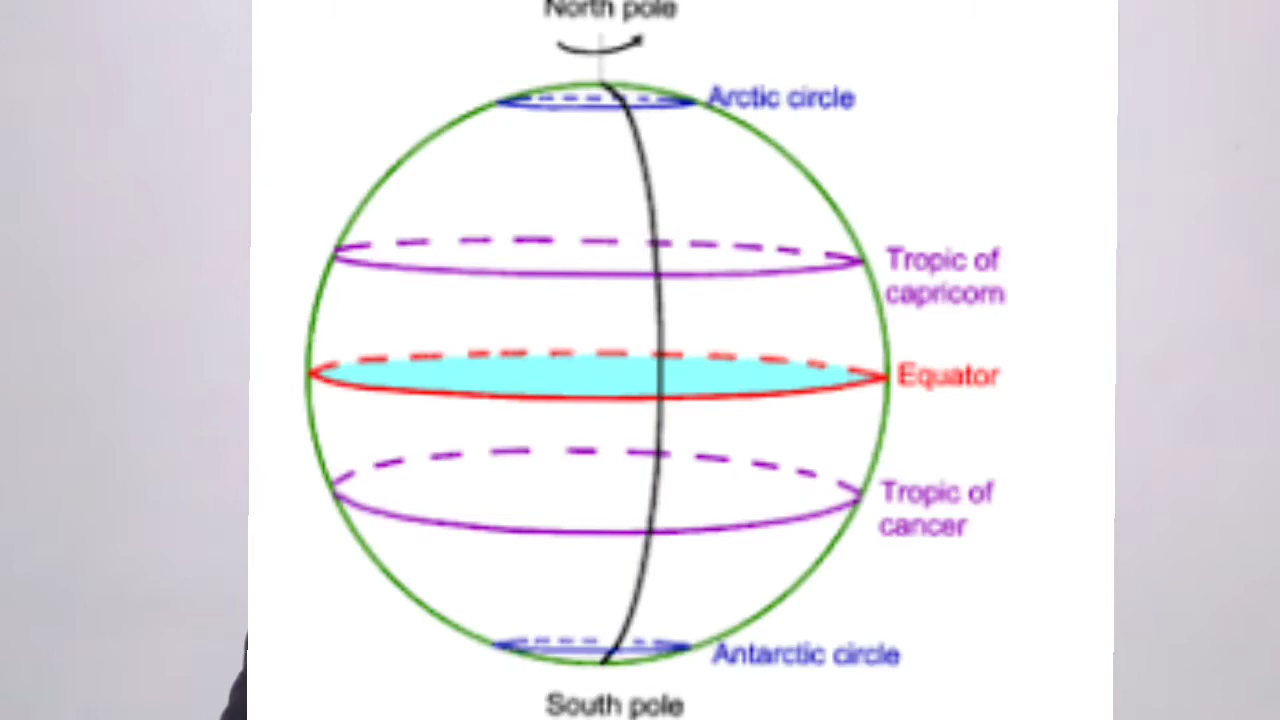 North pole
Arctic circle
Tropic of
capricorn
Equator
Tropic of
cancer
Antarctic circle
South pole